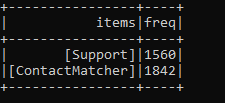 +----------------+----+
|           items|freq|
+----------------+----+
|       [Support]|1560|
|[ContactMatcher]|1842|
+----------------+----+